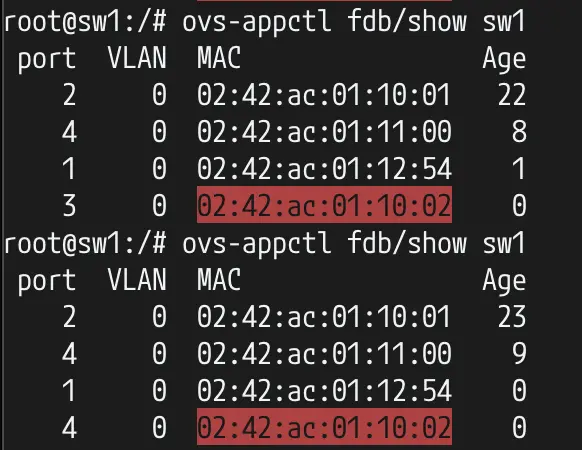 root@sw1:/# ovs-appctl fdb/show sw1
port VLAN MAC Age
2 0 02:42:ac:01:10:01 22
4 0 02:42:ac:01:11:00 8
1 0 02:42:ac:01:12:54 1
3 0 02:42:ac:01:10:02 0
root@sw1:/# ovs-appctl fdb/show sw1
port VLAN MAC Age
2 0 02:42:ac:01:10:01 23
4 0 02:42:ac:01:11:00 9
1 0 02:42:ac:01:12:54 0
4 0 02:42:ac:01:10:02 0